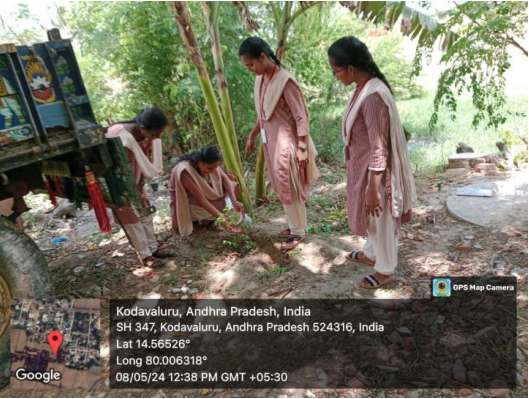 GPS Map Camera
Kodavaluru, Andhra Pradesh, India
SH 347, Kodavaluru, Andhra Pradesh 524316, India
Lat 14.56526°
Long 80.006318°
08/05/24 12:38 PM GMT +05:30
Google